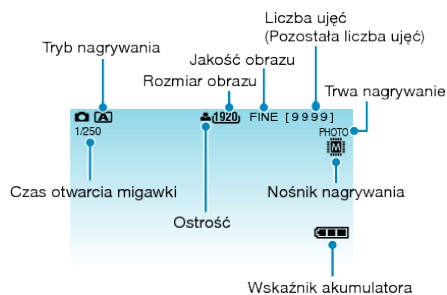 Liczba ujęć
(Pozostała liczba ujęć)
Tryb nagrywania
Jakość obrazu
Rozmiar obrazu
Trwa nagrywanie
A 1920 FINE [9999]
1/250
PHOTO
M
Czas otwarcia migawki
Nośnik nagrywania
Ostrość
Wskaźnik akumulatora